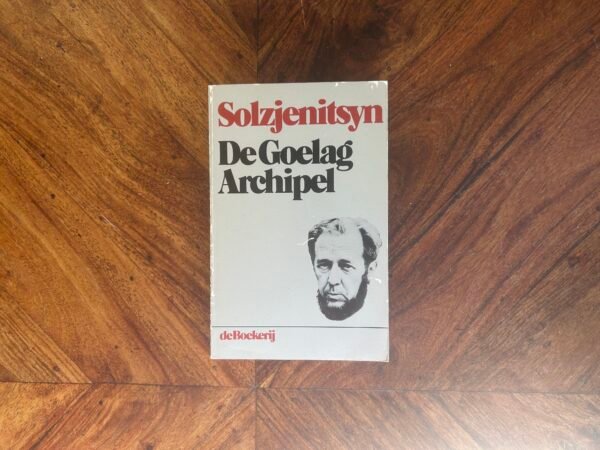 Solzjenitsyn
De Goelag
Archipel
deBoekerij